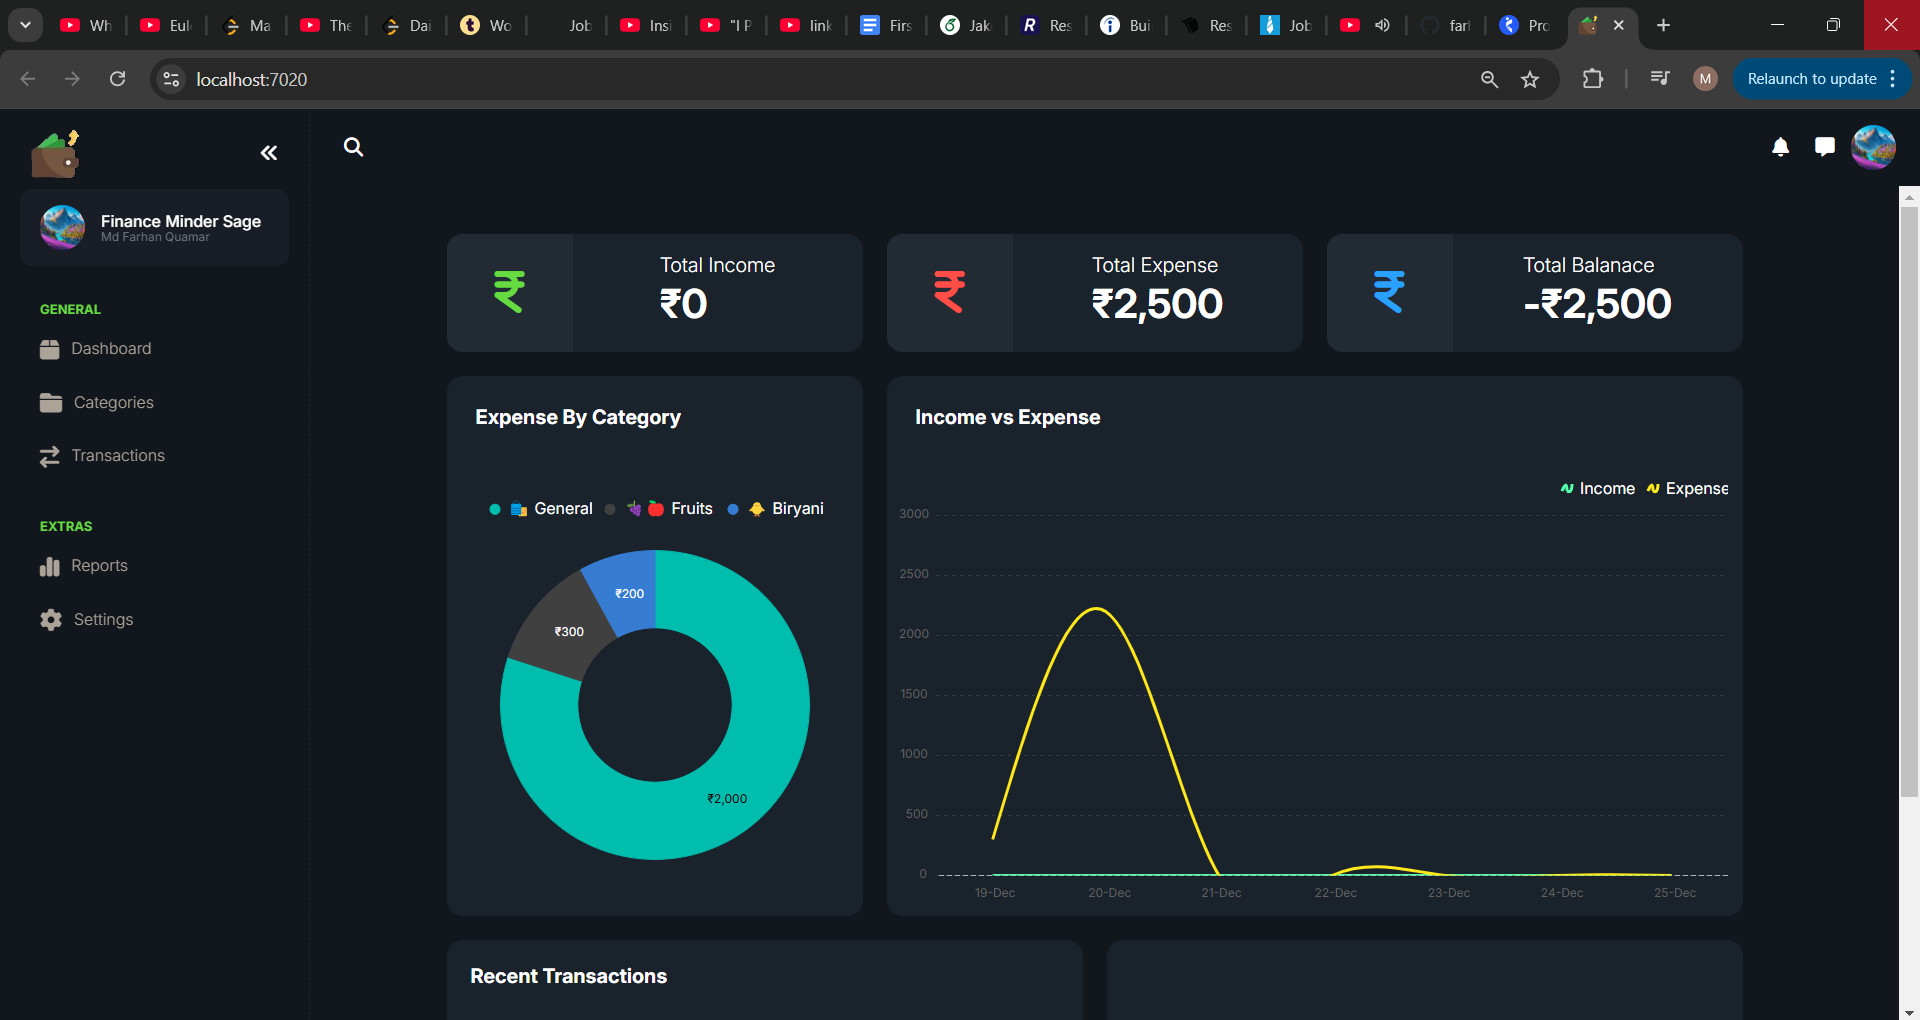 Wh
Eul
Ma
The
Dai
Wo
Job
Insi
"I P
link
Firs
Jak
Res
Bui
Res
Job
farl
Pro
localhost:7020
M
Relaunch to update
Finance Minder Sage
Md Farhan Quamar
GENERAL
Dashboard
Categories
Transactions
EXTRAS
Reports
Settings
Total Income
₹0
Total Expense
₹2,500
Total Balanace
-₹2,500
Expense By Category
General Fruits Biryani
₹200
₹300
₹2,000
Income vs Expense
Income Expense
3000
2500
2000
1500
1000
500
0
19-Dec 20-Dec 21-Dec 22-Dec 23-Dec 24-Dec 25-Dec
Recent Transactions